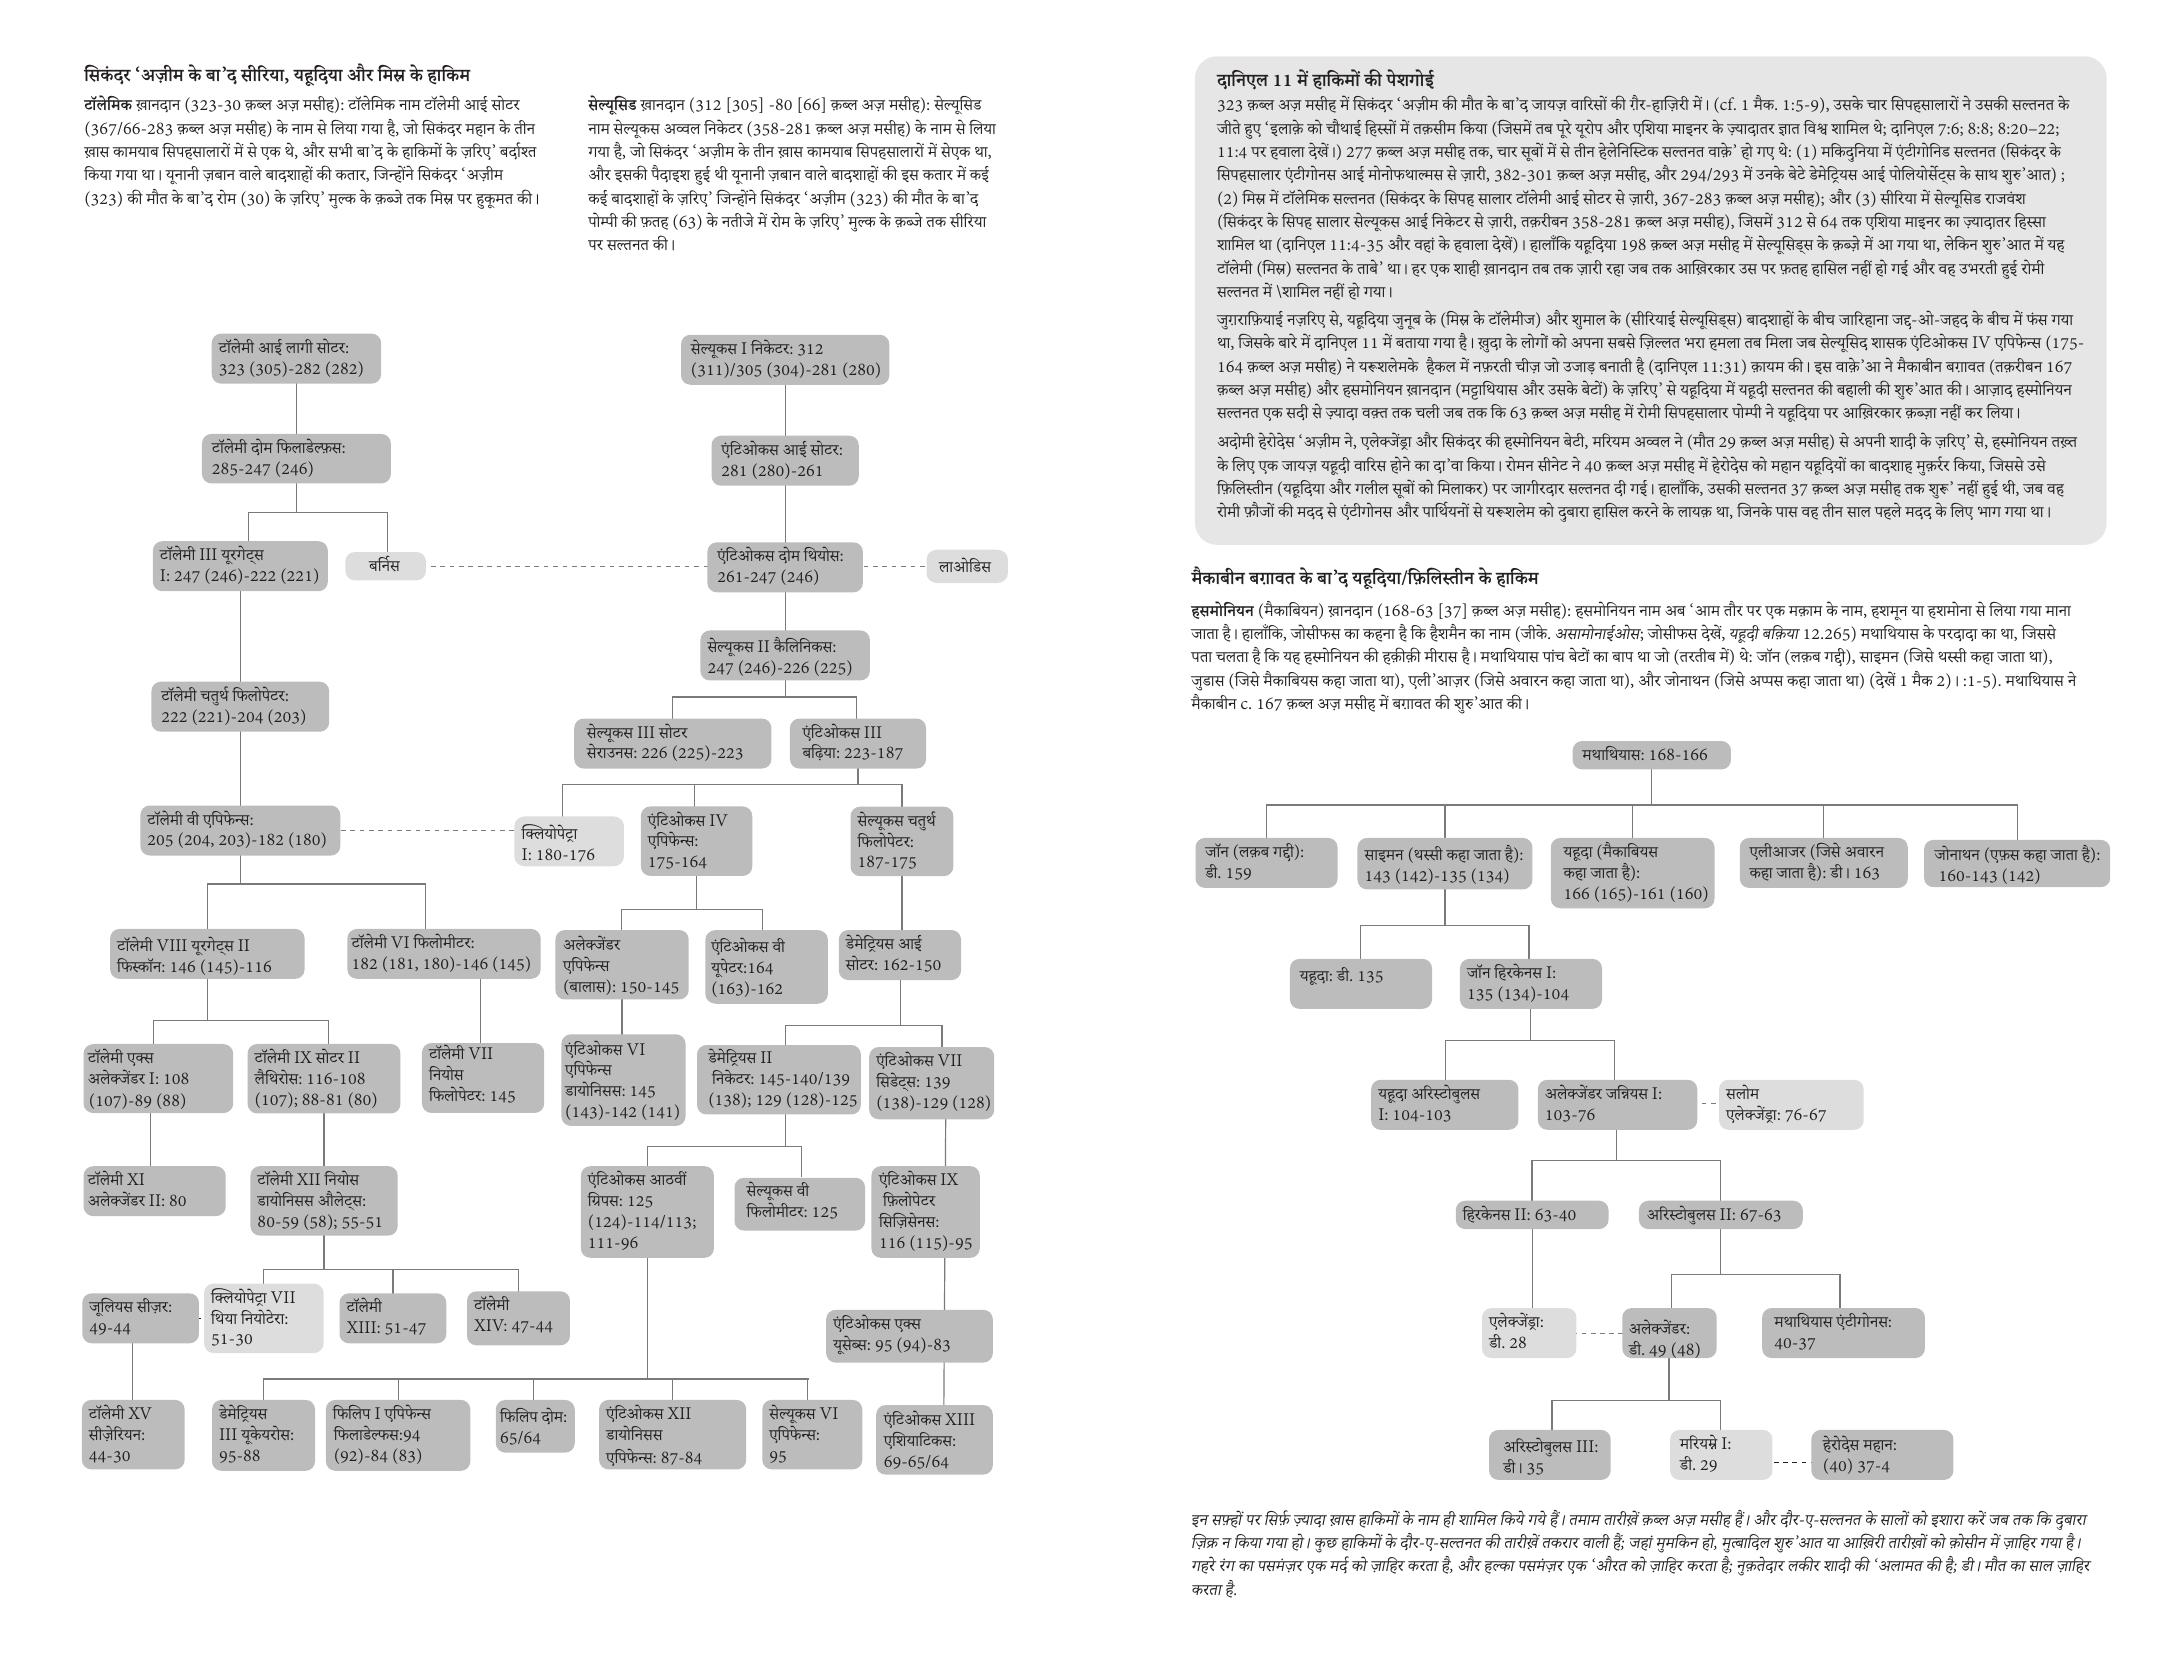 सिकंदर ‘अज़ीम के बा’द सीरिया, यहूदिया और मिस्र के हाकिम
टॉलेमिक ख़ानदान (323-30 क़ब्ल अज़ मसीह): टॉलेमिक नाम टॉलेमी आई सोटर
(367/66-283 क़ब्ल अज़ मसीह) के नाम से लिया गया है, जो सिकंदर महान के तीन
ख़ास कामयाब सिपहसालारों में से एक थे, और सभी बा’द के हाकिमों के ज़रिए’ बर्दाश्त
किया गया था। यूनानी ज़बान वाले बादशाहों की कतार, जिन्होंने सिकंदर ‘अज़ीम
(323) की मौत के बा’द रोम (30) के ज़रिए’ मुल्क के क़ब्जे तक मिस्र पर हुकूमत की।
सेल्यूसिड ख़ानदान (312 [305] -80 [66] क़ब्ल अज़ मसीह): सेल्यूसिड
नाम सेल्यूकस अव्वल निकेटर (358-281 क़ब्ल अज़ मसीह) के नाम से लिया
गया है, जो सिकंदर ‘अज़ीम के तीन ख़ास कामयाब सिपहसालारों में सेएक था,
और इसकी पैदाइश हुई थी यूनानी ज़बान वाले बादशाहों की इस कतार में कई
कई बादशाहों के ज़रिए’ जिन्होंने सिकंदर ‘अज़ीम (323) की मौत के बा’द
पोम्पी की फ़तह (63) के नतीजे में रोम के ज़रिए’ मुल्क के क़ब्जे तक सीरिया
पर सल्तनत की।
टॉलेमी आई लागी सोटर:
323 (305)-282 (282)
टॉलेमी दोम फिलाडेल्फ़स:
285-247 (246)
टॉलेमी III यूरगेट्स
I: 247 (246)-222 (221)
बर्निस
टॉलेमी चतुर्थ फिलोपेटर:
222 (221)-204 (203)
टॉलेमी वी एपिफेन्स:
205 (204, 203)-182 (180)
टॉलेमी VIII यूरगेट्स II
फिस्कॉन: 146 (145)-116
टॉलेमी VI फिलोमीटर:
182 (181, 180)-146 (145)
टॉलेमी एक्स
अलेक्जेंडर I: 108
(107)-89 (88)
टॉलेमी IX सोटर II
लैथिरोस: 116-108
(107); 88-81 (80)
टॉलेमी VII
नियोस
फिलोपेटर: 145
टॉलेमी XI
अलेक्जेंडर II: 80
टॉलेमी XII नियोस
डायोनिसस औलेट्स:
80-59 (58); 55-51
जूलियस सीज़र:
49-44
क्लियोपेट्रा VII
थिया नियोटेरा:
51-30
टॉलेमी
XIII: 51-47
टॉलेमी
XIV: 47-44
टॉलेमी XV
सीज़ेरियन:
44-30
सेल्यूकस I निकेटर: 312
(311)/305 (304)-281 (280)
एंटिओकस आई सोटर:
281 (280)-261
एंटिओकस दोम थियोस:
261-247 (246)
लाओडिस
सेल्यूकस II कैलिनिकस:
247 (246)-226 (225)
सेल्यूकस III सोटर
सेराउनस: 226 (225)-223
एंटिओकस III
बढ़िया: 223-187
क्लियोपेट्रा
I: 180-176
एंटिओकस IV
एपिफेन्स:
175-164
सेल्यूकस चतुर्थ
फिलोपेटर:
187-175
अलेक्जेंडर
एपिफेन्स
(बालास): 150-145
एंटिओकस वी
यूपेटर:164
(163)-162
डेमेट्रियस आई
सोटर: 162-150
एंटिओकस VI
एपिफेन्स
डायोनिसस: 145
(143)-142 (141)
डेमेट्रियस II
निकेटर: 145-140/139
(138); 129 (128)-125
एंटिओकस VII
सिडेट्स: 139
(138)-129 (128)
एंटिओकस आठवीं
ग्रिपस: 125
(124)-114/113;
111-96
सेल्यूकस वी
फिलोमीटर: 125
एंटिओकस IX
फ़िलोपेटर
सिज़िसेनस:
116 (115)-95
एंटिओकस एक्स
यूसेब्स: 95 (94)-83
डेमेट्रियस
III यूकेयरोस:
95-88
फिलिप I एपिफेन्स
फिलाडेल्फस:94
(92)-84 (83)
फिलिप दोम:
65/64
एंटिओकस XII
डायोनिसस
एपिफेन्स: 87-84
सेल्यूकस VI
एपिफेन्स:
95
एंटिओकस XIII
एशियाटिकस:
69-65/64
दानिएल 11 में हाकिमों की पेशगोई
323 क़ब्ल अज़ मसीह में सिकंदर ‘अज़ीम की मौत के बा’द जायज़ वारिसों की ग़ैर-हाज़िरी में। (cf. 1 मैक. 1:5-9), उसके चार सिपहसालारों ने उसकी सल्तनत के
जीते हुए ‘इलाक़े को चौथाई हिस्सों में तक़सीम किया (जिसमें तब पूरे यूरोप और एशिया माइनर के ज़्यादातर ज्ञात विश्व शामिल थे; दानिएल 7:6; 8:8; 8:20–22;
11:4 पर हवाला देखें।) 277 क़ब्ल अज़ मसीह तक, चार सूबों में से तीन हेलेनिस्टिक सल्तनत वाक़े’ हो गए थे: (1) मकिदुनिया में एंटीगोनिड सल्तनत (सिकंदर के
सिपहसालार एंटीगोनस आई मोनोफथाल्मस से ज़ारी, 382-301 क़ब्ल अज़ मसीह, और 294/293 में उनके बेटे डेमेट्रियस आई पोलियोर्सेट्स के साथ शुरु’आत) ;
(2) मिस्र में टॉलेमिक सल्तनत (सिकंदर के सिपह सालार टॉलेमी आई सोटर से ज़ारी, 367-283 क़ब्ल अज़ मसीह); और (3) सीरिया में सेल्यूसिड राजवंश
(सिकंदर के सिपह सालार सेल्यूकस आई निकेटर से ज़ारी, तक़रीबन 358-281 क़ब्ल अज़ मसीह), जिसमें 312 से 64 तक एशिया माइनर का ज़्यादातर हिस्सा
शामिल था (दानिएल 11:4-35 और वहां के हवाला देखें)। हालाँकि यहूदिया 198 क़ब्ल अज़ मसीह में सेल्यूसिड्स के क़ब्ज़े में आ गया था, लेकिन शुरु’आत में यह
टॉलेमी (मिस्र) सल्तनत के ताबे’ था। हर एक शाही ख़ानदान तब तक ज़ारी रहा जब तक आख़िरकार उस पर फ़तह हासिल नहीं हो गई और वह उभरती हुई रोमी
सल्तनत में \शामिल नहीं हो गया।
जुग़राफ़ियाई नज़रिए से, यहूदिया जुनूब के (मिस्र के टॉलेमीज) और शुमाल के (सीरियाई सेल्यूसिड्स) बादशाहों के बीच जारिहाना जद्द-ओ-जहद के बीच में फंस गया
था, जिसके बारे में दानिएल 11 में बताया गया है। ख़ुदा के लोगों को अपना सबसे ज़िल्लत भरा हमला तब मिला जब सेल्यूसिद शासक एंटिओकस IV एपिफेन्स (175-
164 क़ब्ल अज़ मसीह) ने यरूशलेमके हैकल में नफ़रती चीज़ जो उजाड़ बनाती है (दानिएल 11:31) क़ायम की। इस वाक़े’आ ने मैकाबीन बग़ावत (तक़रीबन 167
क़ब्ल अज़ मसीह) और हसमोनियन ख़ानदान (मट्टाथियास और उसके बेटों) के ज़रिए’ से यहूदिया में यहूदी सल्तनत की बहाली की शुरु’आत की। आज़ाद हस्मोनियन
सल्तनत एक सदी से ज़्यादा वक़्त तक चली जब तक कि 63 क़ब्ल अज़ मसीह में रोमी सिपहसालार पोम्पी ने यहूदिया पर आख़िरकार क़ब्ज़ा नहीं कर लिया।
अदोमी हेरोदेस ‘अज़ीम ने, एलेक्जेंड्रा और सिकंदर की हस्मोनियन बेटी, मरियम अव्वल ने (मौत 29 क़ब्ल अज़ मसीह) से अपनी शादी के ज़रिए’ से, हस्मोनियन तख़्त
के लिए एक जायज़ यहूदी वारिस होने का दा’वा किया। रोमन सीनेट ने 40 क़ब्ल अज़ मसीह में हेरोदेस को महान यहूदियों का बादशाह मुक़र्रर किया, जिससे उसे
फ़िलिस्तीन (यहूदिया और गलील सूबों को मिलाकर) पर जागीरदार सल्तनत दी गई। हालाँकि, उसकी सल्तनत 37 क़ब्ल अज़ मसीह तक शुरू’ नहीं हुई थी, जब वह
रोमी फ़ौजों की मदद से एंटीगोनस और पार्थियनों से यरूशलेम को दुबारा हासिल करने के लायक़ था, जिनके पास वह तीन साल पहले मदद के लिए भाग गया था।
मैकाबीन बग़ावत के बा’द यहूदिया/फ़िलिस्तीन के हाकिम
हसमोनियन (मैकाबियन) ख़ानदान (168-63 [37] क़ब्ल अज़ मसीह): हसमोनियन नाम अब ‘आम तौर पर एक मक़ाम के नाम, हशमून या हशमोना से लिया गया माना
जाता है। हालाँकि, जोसीफस का कहना है कि हैशमैन का नाम (जीके. असामोनाईओस; जोसीफस देखें, यहूदी बक़िया 12.265) मथाथियास के परदादा का था, जिससे
पता चलता है कि यह हस्मोनियन की हक़ीक़ी मीरास है। मथाथियास पांच बेटों का बाप था जो (तरतीब में) थे: जॉन (लक़ब गद्दी), साइमन (जिसे थस्सी कहा जाता था),
जुडास (जिसे मैकाबियस कहा जाता था), एली’आज़र (जिसे अवारन कहा जाता था), और जोनाथन (जिसे अप्पस कहा जाता था) (देखें 1 मैक 2)। :1-5). मथाथियास ने
मैकाबीन c. 167 क़ब्ल अज़ मसीह में बग़ावत की शुरु’आत की।
मथाथियास: 168-166
जॉन (लक़ब गद्दी):
डी. 159
साइमन (थस्सी कहा जाता है):
143 (142)-135 (134)
यहूदा (मैकाबियस
कहा जाता है):
166 (165)-161 (160)
एलीआजर (जिसे अवारन
कहा जाता है): डी। 163
जोनाथन (एफ़स कहा जाता है):
160-143 (142)
यहूदा: डी. 135
जॉन हिरकेनस I:
135 (134)-104
यहूदा अरिस्टोबुलस
I: 104-103
अलेक्जेंडर जन्नियस I:
103-76
सलोम
एलेक्जेंड्रा: 76-67
हिरकेनस II: 63-40
अरिस्टोबुलस II: 67-63
एलेक्जेंड्रा:
डी. 28
अलेक्जेंडर:
डी. 49 (48)
मथाथियास एंटीगोनस:
40-37
अरिस्टोबुलस III:
डी। 35
मरियम्ने I:
डी. 29
हेरोदेस महान:
(40) 37-4
इन सफ़्हों पर सिर्फ़ ज़्यादा ख़ास हाकिमों के नाम ही शामिल किये गये हैं। तमाम तारीख़ें क़ब्ल अज़ मसीह हैं। और दौर-ए-सल्तनत के सालों को इशारा करें जब तक कि दुबारा
ज़िक्र न किया गया हो। कुछ हाकिमों के दौर-ए-सल्तनत की तारीख़ें तकरार वाली हैं; जहां मुमकिन हो, मुत्बादिल शुरु’आत या आख़िरी तारीख़ों को क़ोसीन में ज़ाहिर गया है।
गहरे रंग का पसमंज़र एक मर्द को ज़ाहिर करता है, और हल्का पसमंज़र एक ‘औरत को ज़ाहिर करता है; नुक़तेदार लकीर शादी की ‘अलामत की है; डी। मौत का साल ज़ाहिर
करता है.